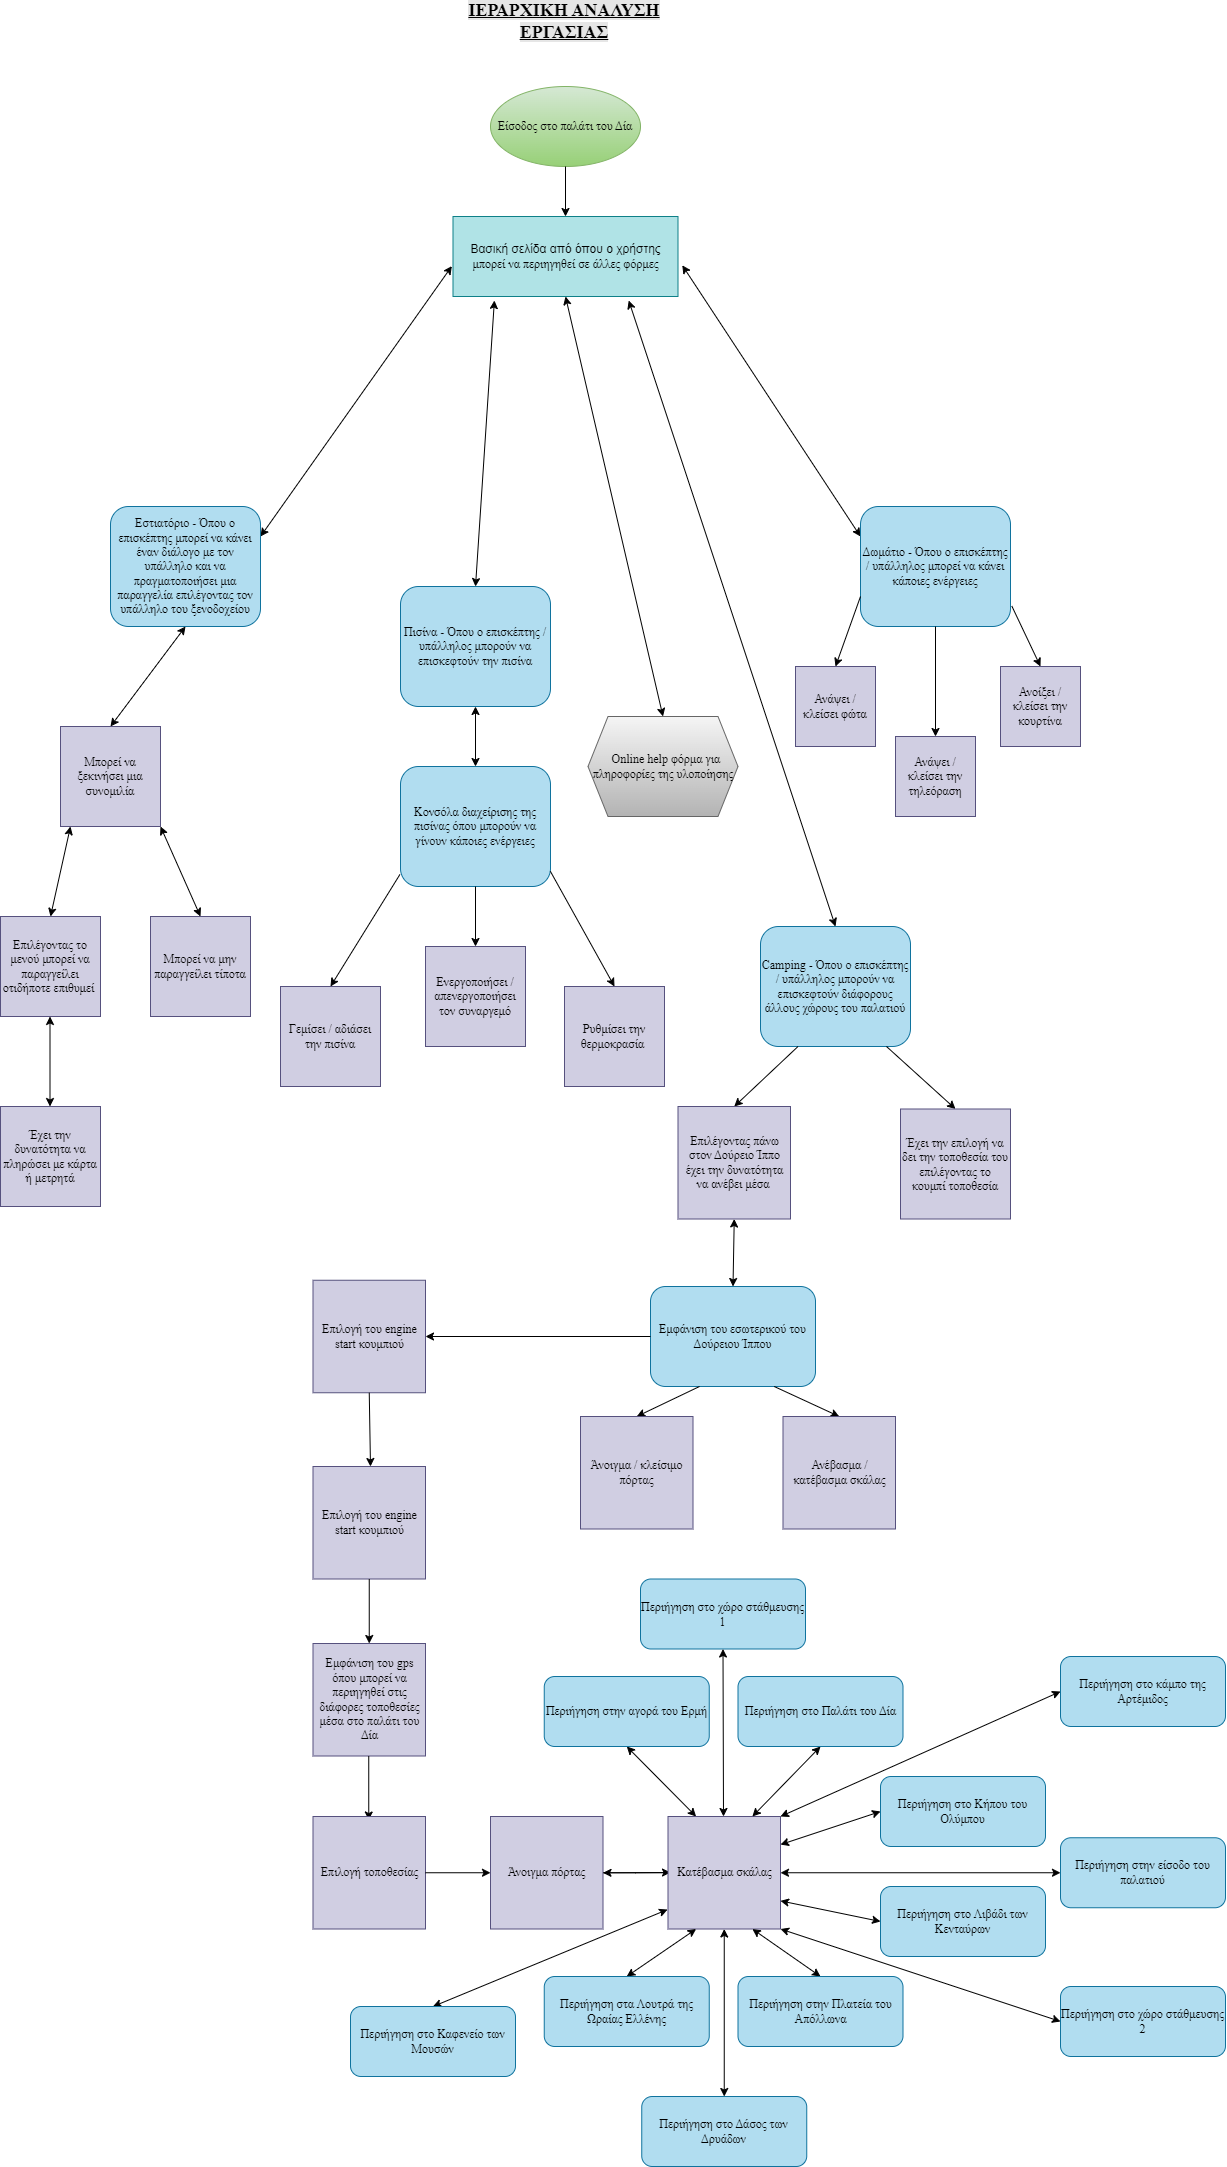 ΙΕΡΑΡΧΙΚΗ ΑΝΑΛΥΣΗ
ΕΡΓΑΣΙΑΣ
Είσοδος στο παλάτι του Δία
Βασική σελίδα από όπου ο χρήστης
μπορεί να περιηγηθεί σε άλλες φόρμες
Εστιατόριο - Όπου ο
επισκέπτης μπορεί να κάνει
έναν διάλογο με τον
υπάλληλο και να
πραγματοποιήσει μια
παραγγελία επιλέγοντας τον
υπάλληλο του ξενοδοχείου
Δωμάτιο - Όπου ο επισκέπτης
/ υπάλληλος μπορεί να κάνει
κάποιες ενέργειες
Πισίνα - Όπου ο επισκέπτης /
υπάλληλος μπορούν να
επισκεφτούν την πισίνα
Ανάψει /
κλείσει φώτα
Ανοίξει /
κλείσει την
κουρτίνα
Ανάψει /
κλείσει την
τηλεόραση
Μπορεί να
ξεκινήσει μια
συνομιλία
Online help φόρμα για
πληροφορίες της υλοποίησης
Κονσόλα διαχείρισης της
πισίνας όπου μπορούν να
γίνουν κάποιες ενέργειες
Επιλέγοντας το
μενού μπορεί να
παραγγείλει
οτιδήποτε επιθυμεί
Μπορεί να μην
παραγγείλει τίποτα
Ενεργοποιήσει /
απενεργοποιήσει
τον συναργεμό
Camping - Όπου ο επισκέπτης
/ υπάλληλος μπορούν να
επισκεφτούν διάφορους
άλλους χώρους του παλατιού
Γεμίσει / αδιάσει
την πισίνα
Ρυθμίσει την
θερμοκρασία
Έχει την
δυνατότητα να
πληρώσει με κάρτα
ή μετρητά
Επιλέγοντας πάνω
στον Δούρειο Ίππο
έχει την δυνατότητα
να ανέβει μέσα
Έχει την επιλογή να
δει την τοποθεσία του
επιλέγοντας το
κουμπί τοποθεσία
Επιλογή του engine
start κουμπιού
Εμφάνιση του εσωτερικού του
Δούρειου Ίππου
Άνοιγμα / κλείσιμο
πόρτας
Ανέβασμα /
κατέβασμα σκάλας
Επιλογή του engine
start κουμπιού
Περιήγηση στο χώρο στάθμευσης
1
Εμφάνιση του gps
όπου μπορεί να
περιηγηθεί στις
διάφορες τοποθεσίες
μέσα στο παλάτι του
Δία
Περιήγηση στην αγορά του Ερμή
Περιήγηση στο Παλάτι του Δία
Περιήγηση στο κάμπο της
Αρτέμιδος
Περιήγηση στο Κήπου του
Ολύμπου
Επιλογή τοποθεσίας
Άνοιγμα πόρτας
Κατέβασμα σκάλας
Περιήγηση στην είσοδο του
παλατιού
Περιήγηση στο Λιβάδι των
Κενταύρων
Περιήγηση στο Καφενείο των
Μουσών
Περιήγηση στα Λουτρά της
Ωραίας Ελλένης
Περιήγηση στην Πλατεία του
Απόλλωνα
Περιήγηση στο χώρο στάθμευσης
2
Περιήγηση στο Δάσος των
Δρυάδων